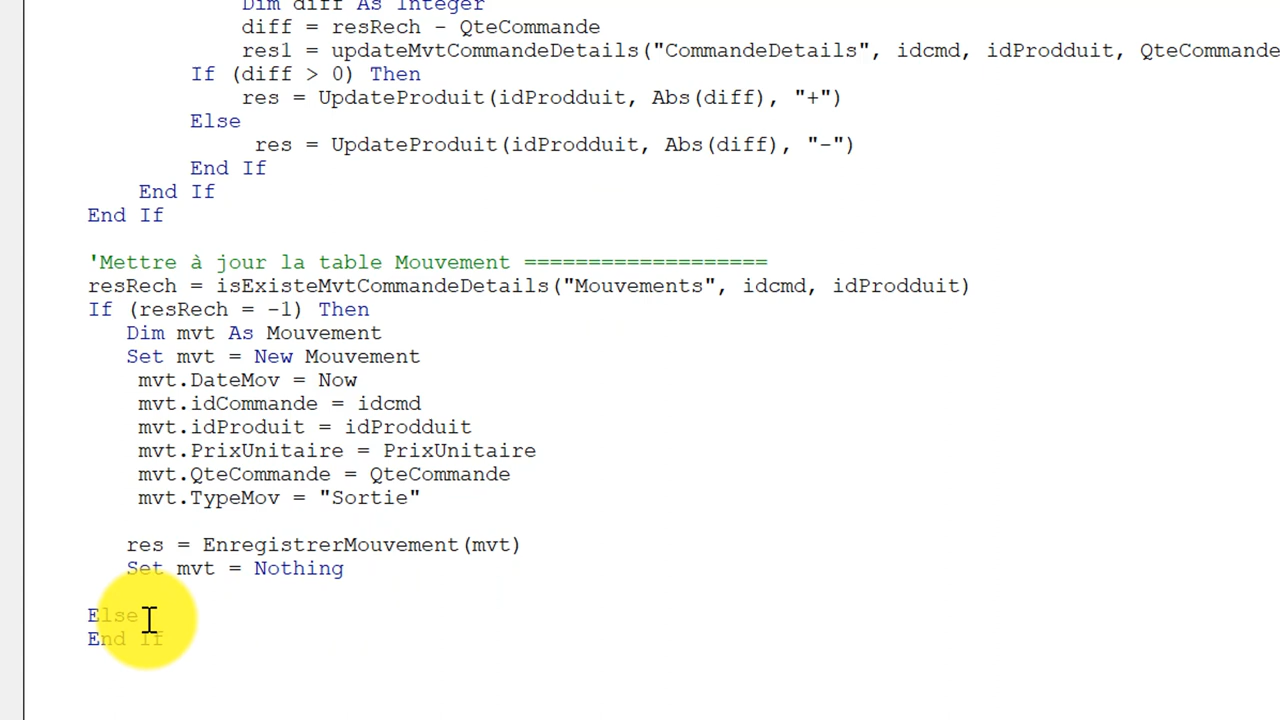 Dim diff As Integer
diff = resRech - QteCommande
res1 = updateMvtCommandeDetails("CommandeDetails", idcmd, idProdduit, QteCommande
If (diff > 0) Then
res = UpdateProduit(idProdduit, Abs(diff), "+")
Else
res = UpdateProduit(idProdduit, Abs(diff), "-")
End If
End If
End If
'Mettre à jour la table Mouvement ===================
resRech = isExisteMvtCommandeDetails("Mouvements", idcmd, idProdduit)
If (resRech = -1) Then
Dim mvt As Mouvement
Set mvt = New Mouvement
mvt.DateMov = Now
mvt.idCommande = idcmd
mvt.idProduit = idProdduit
mvt.PrixUnitaire = PrixUnitaire
mvt.QteCommande = QteCommande
mvt.TypeMov = "Sortie"
res = EnregistrerMouvement(mvt)
Set mvt = Nothing
Else
End If